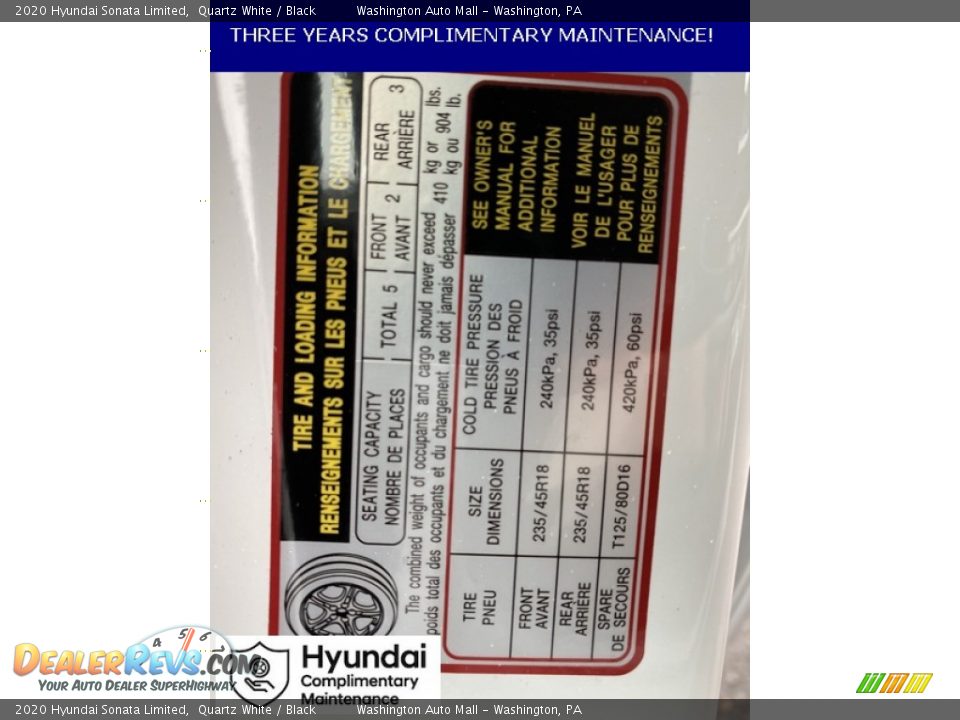 2020 Hyundai Sonata Limited, Quartz White / Black Washington Auto Mall - Washington, PA
THREE YEARS COMPLIMENTARY MAINTENANCE!
TIRE AND LOADING INFORMATION
RENSEIGNEMENTS SUR LES PNEUS ET LE CHARGEMENT
SEATING CAPACITY
NOMBRE DE PLACES
TOTAL 5
FRONT
AVANT 2
REAR
ARRIÈRE 3
The combined weight of occupants and cargo should never exceed 410 kg or 904 lbs.
poids total des occupants et du chargement ne doit jamais dépasser kg ou lb.
TIRE
PNEU
SIZE
DIMENSIONS
COLD TIRE PRESSURE
PRESSION DES
PNEUS À FROID
FRONT
AVANT
235/45R18
240kPa, 35psi
REAR
ARRIÈRE
235/45R18
240kPa, 35psi
SPARE
DE SECOURS
T125/80D16
420kPa, 60psi
SEE OWNER'S
MANUAL FOR
ADDITIONAL
INFORMATION
VOIR LE MANUEL
DE L'USAGER
POUR PLUS DE
RENSEIGNEMENTS
4 5 6
DEALERREVS.COM
YOUR AUTO DEALER SUPERHIGHWAY
Hyundai
Complimentary
Maintenance
2020 Hyundai Sonata Limited, Quartz White / Black Washington Auto Mall - Washington, PA